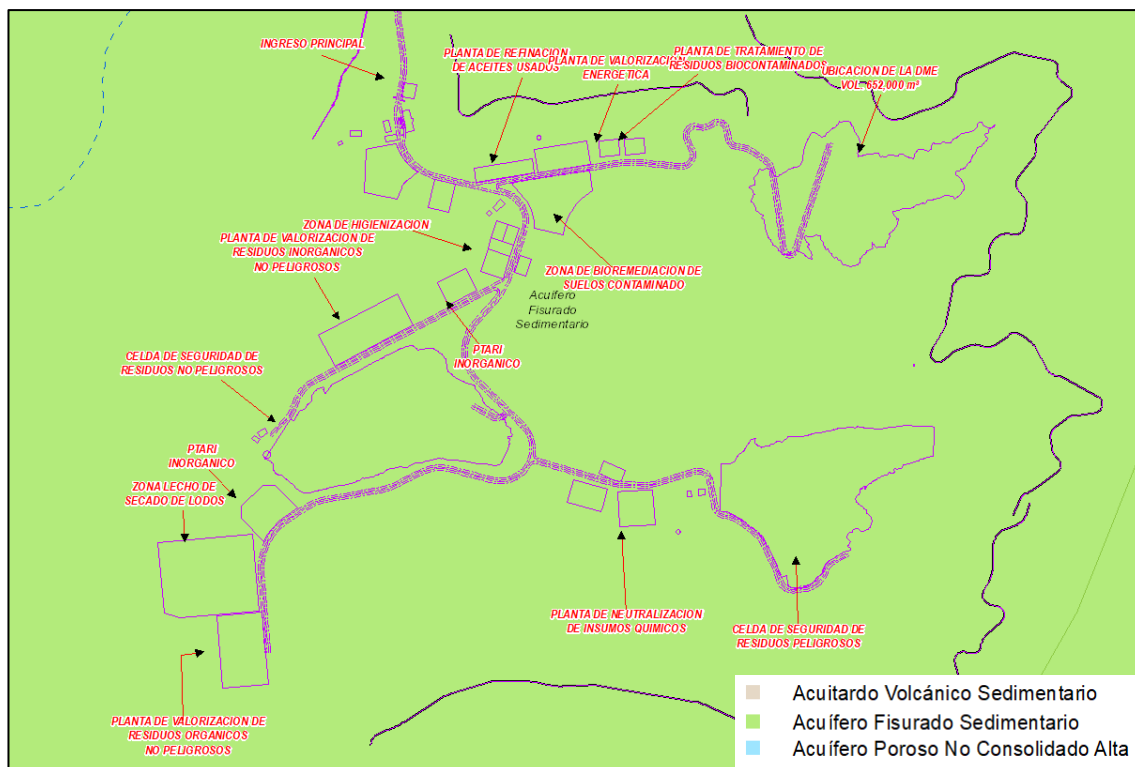 INGRESO PRINCIPAL
PLANTA DE REFINACION
DE ACEITES USADOS
PLANTA DE VALORIZACION
ENERGETICA
PLANTA DE TRATAMIENTO DE
RESIDUOS BIOCONTAMINADOS
UBICACION DE LA DME
VOL. 652,000 m³
ZONA DE HIGIENIZACION
PLANTA DE VALORIZACION DE
RESIDUOS INORGANICOS
NO PELIGROSOS
ZONA DE BIOREMEDIACION DE
SUELOS CONTAMINADO
Acuífero
Fisurado
Sedimentario
PTARI
INORGANICO
CELDA DE SEGURIDAD DE
RESIDUOS NO PELIGROSOS
PTARI
INORGANICO
ZONA LECHO DE
SECADO DE LODOS
PLANTA DE NEUTRALIZACION
DE INSUMOS QUIMICOS
CELDA DE SEGURIDAD DE
RESIDUOS PELIGROSOS
PLANTA DE VALORIZACION DE
RESIDUOS ORGANICOS
NO PELIGROSOS
Acuitardo Volcánico Sedimentario
Acuífero Fisurado Sedimentario
Acuífero Poroso No Consolidado Alta